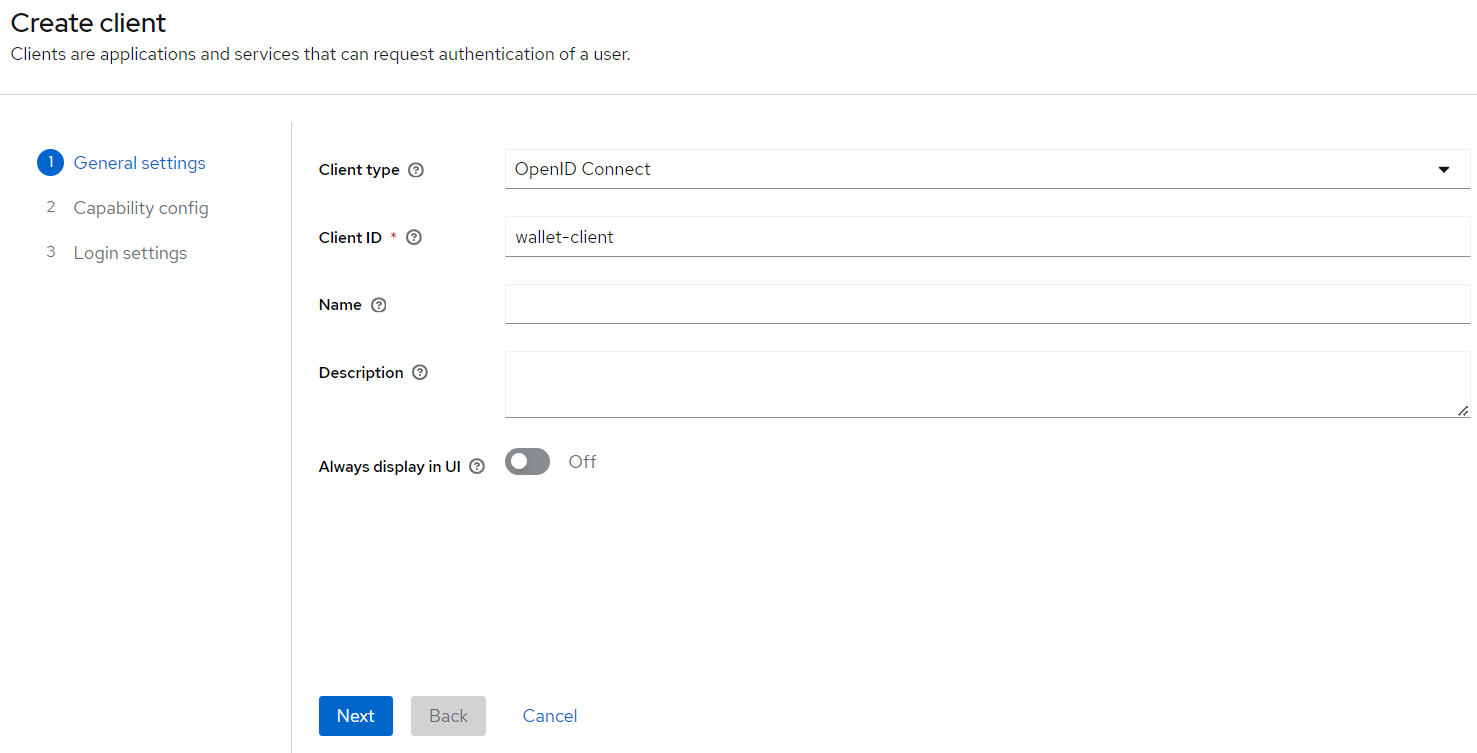 Create client
Clients are applications and services that can request authentication of a user.
1 General settings
2 Capability config
3 Login settings
Client type
OpenID Connect
Client ID *
wallet-client
Name
Description
Always display in UI
Off
Next
Back
Cancel